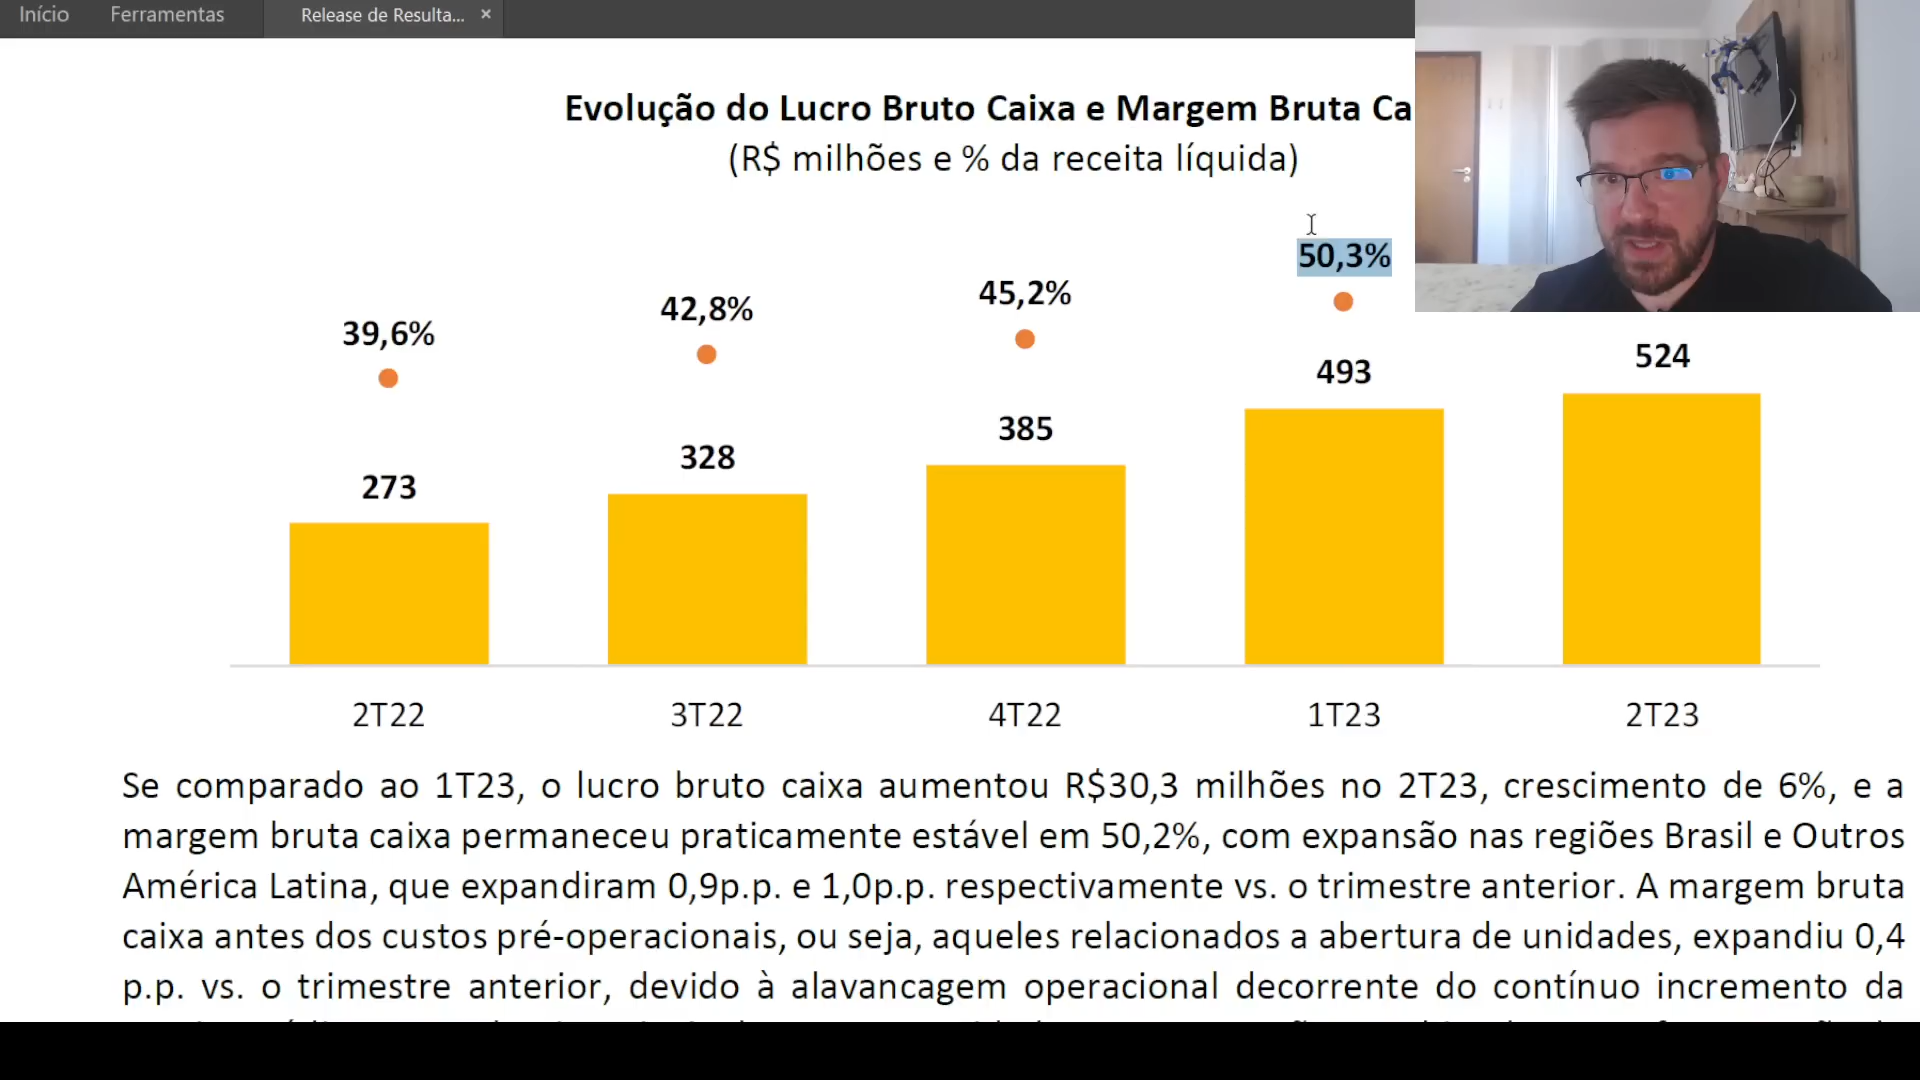 Início Ferramentas Release de Resulta... ×
Evolução do Lucro Bruto Caixa e Margem Bruta Ca
(R$ milhões e % da receita líquida)
39,6% 42,8% 45,2% 50,3%
273 328 385 493 524
2T22 3T22 4T22 1T23 2T23
Se comparado ao 1T23, o lucro bruto caixa aumentou R$30,3 milhões no 2T23, crescimento de 6%, e a
margem bruta caixa permaneceu praticamente estável em 50,2%, com expansão nas regiões Brasil e Outros
América Latina, que expandiram 0,9p.p. e 1,0p.p. respectivamente vs. o trimestre anterior. A margem bruta
caixa antes dos custos pré-operacionais, ou seja, aqueles relacionados a abertura de unidades, expandiu 0,4
p.p. vs. o trimestre anterior, devido à alavancagem operacional decorrente do contínuo incremento da